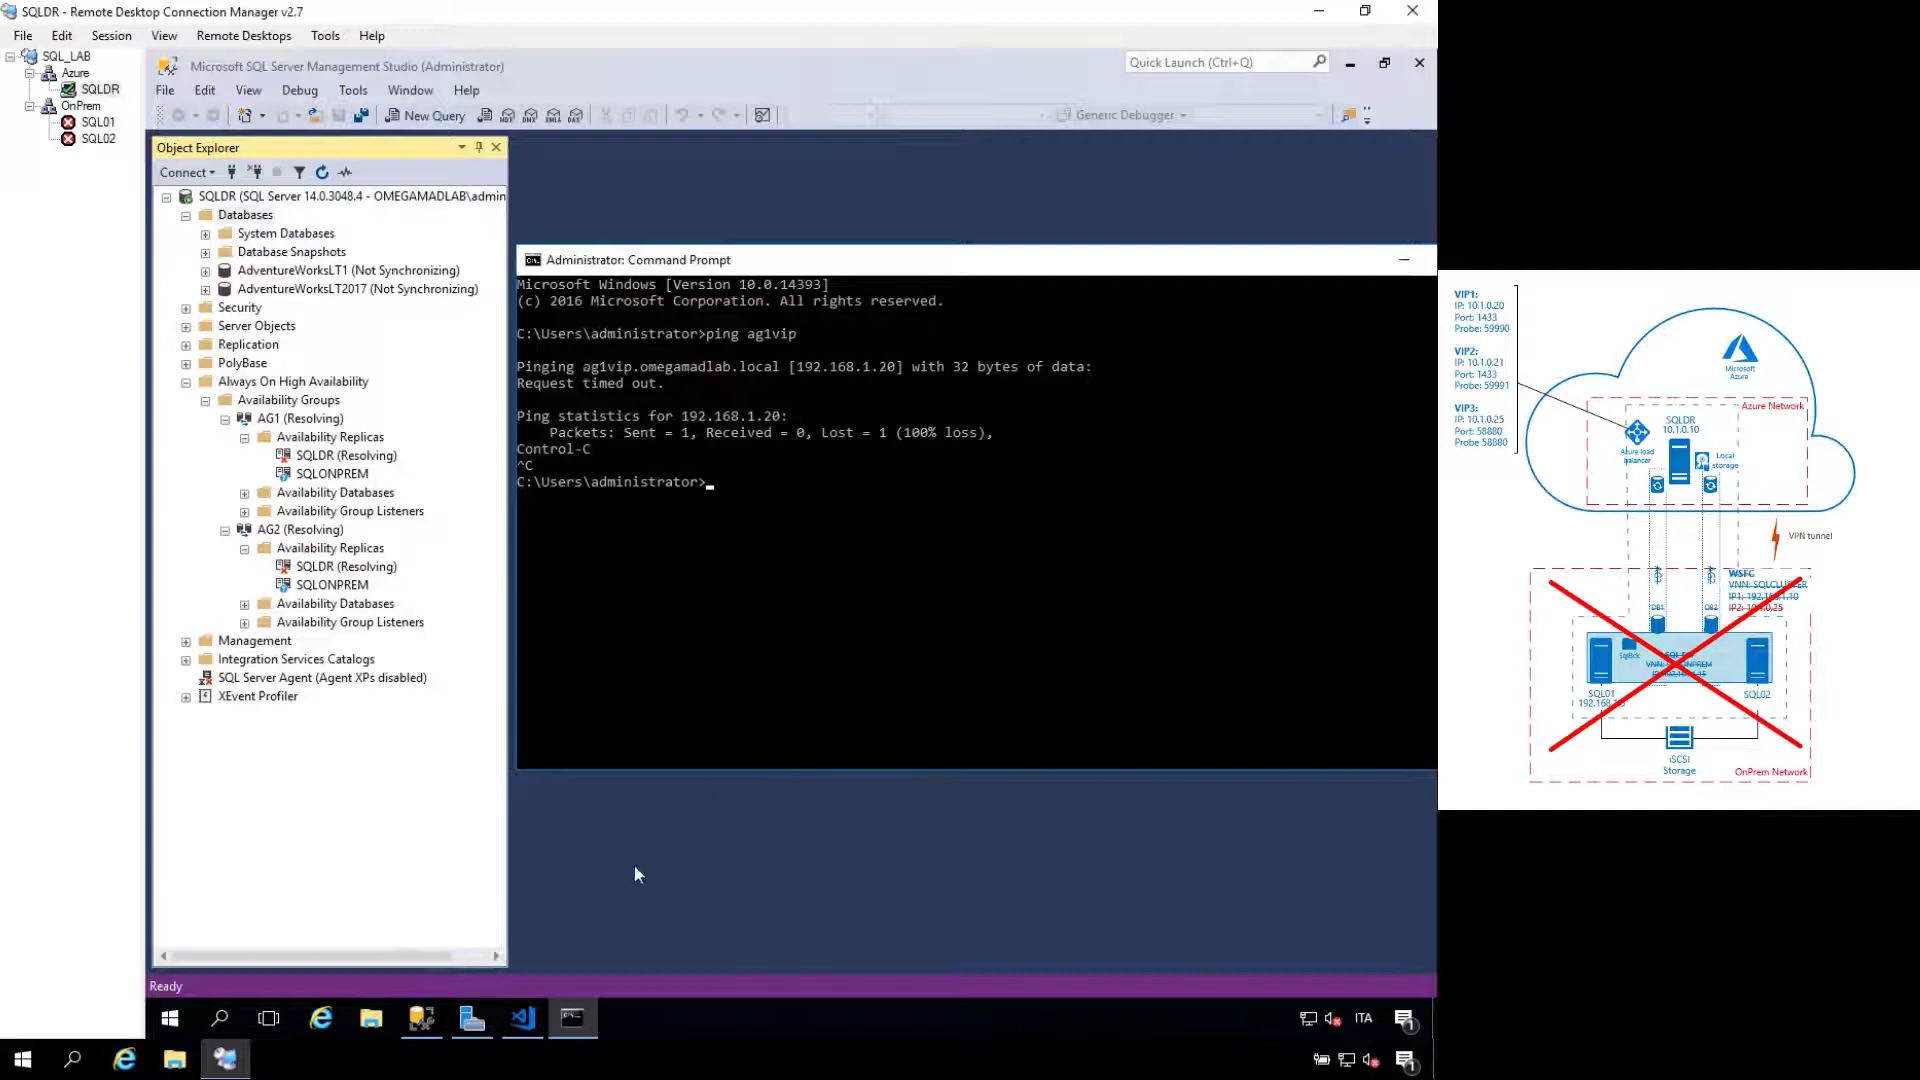 SQLDR - Remote Desktop Connection Manager v2.7
File Edit Session View Remote Desktops Tools Help
SQL_LAB
Azure
SQLDR
OnPrem
SQL01
SQL02
Microsoft SQL Server Management Studio (Administrator)
Quick Launch (Ctrl+Q)
File Edit View Debug Tools Window Help
New Query
Generic Debugger
Object Explorer
Connect
SQLDR (SQL Server 14.0.3048.4 - OMEGAMADLAB\admin
Databases
System Databases
Database Snapshots
AdventureWorksLT1 (Not Synchronizing)
AdventureWorksLT2017 (Not Synchronizing)
Security
Server Objects
Replication
PolyBase
Always On High Availability
Availability Groups
AG1 (Resolving)
Availability Replicas
SQLDR (Resolving)
SQLONPREM
Availability Databases
Availability Group Listeners
AG2 (Resolving)
Availability Replicas
SQLDR (Resolving)
SQLONPREM
Availability Databases
Availability Group Listeners
Management
Integration Services Catalogs
SQL Server Agent (Agent XPs disabled)
XEvent Profiler
Ready
Administrator: Command Prompt
Microsoft Windows [Version 10.0.14393]
(c) 2016 Microsoft Corporation. All rights reserved.
C:\Users\administrator>ping ag1vip
Pinging ag1vip.omegamadlab.local [192.168.1.20] with 32 bytes of data:
Request timed out.
Ping statistics for 192.168.1.20:
Packets: Sent = 1, Received = 0, Lost = 1 (100% loss),
Control-C
^C
C:\Users\administrator>
ITA
VIP1:
IP: 10.1.0.20
Port: 1433
Probe: 59990
VIP2:
IP: 10.1.0.21
Port: 1433
Probe: 59991
VIP3:
IP: 10.1.0.25
Port: 58880
Probe 58880
Microsoft
Azure
Azure Network
SQLDR
10.1.0.10
Azure load
balancer
Local
storage
VPN tunnel
AG1
AG2
WSFC
VNN: SQLCLUSTER
DB1
DB2
SQL01
SQL02
iSCSI
Storage
OnPrem Network